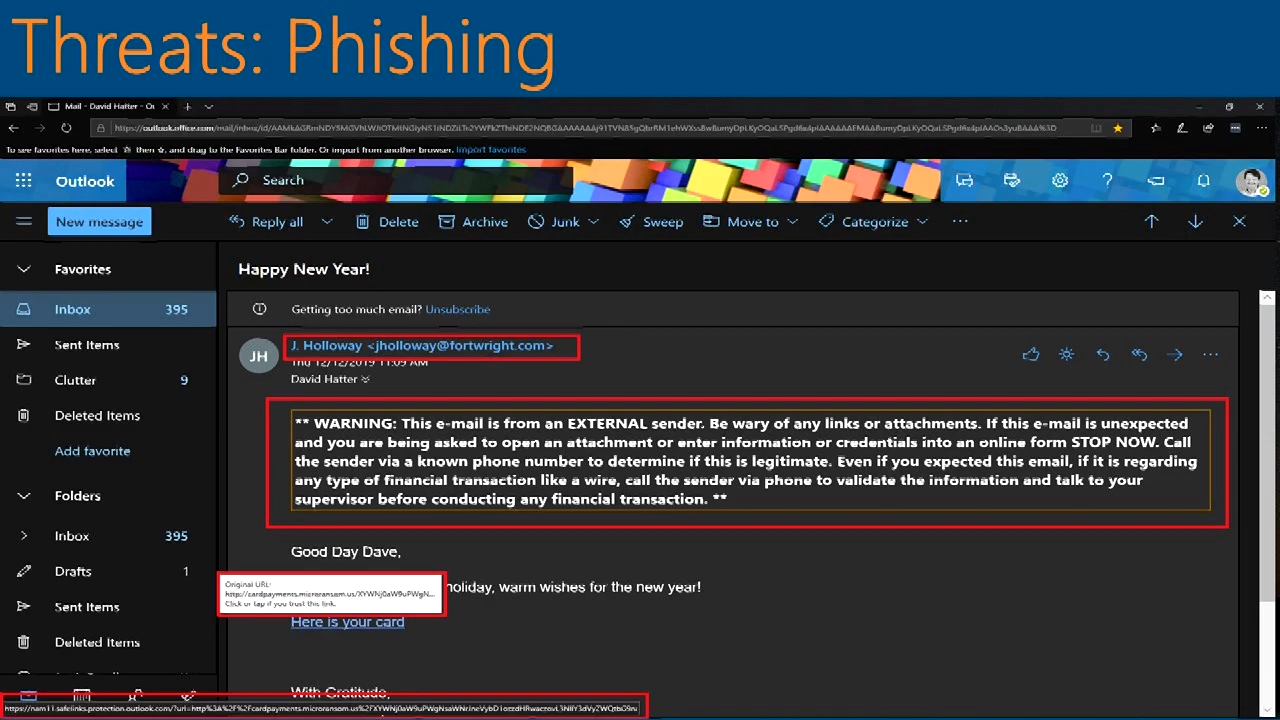 Threats: Phishing
Mail - David Hatter - Ou
To see favorites here, select then, and drag to the Favorites Bar folder. Or import from another browser. Import favorites
Outlook
Search
New message
Reply all
Delete
Archive
Junk
Sweep
Move to
Categorize
Favorites
Happy New Year!
Inbox 395
Getting too much email? Unsubscribe
Sent Items
JH
J. Holloway <jholloway@fortwright.com>
Thu 12/12/2019 11:09 AM
Clutter 9
David Hatter
Deleted Items
Add favorite
** WARNING: This e-mail is from an EXTERNAL sender. Be wary of any links or attachments. If this e-mail is unexpected
and you are being asked to open an attachment or enter information or credentials into an online form STOP NOW. Call
the sender via a known phone number to determine if this is legitimate. Even if you expected this email, if it is regarding
any type of financial transaction like a wire, call the sender via phone to validate the information and talk to your
supervisor before conducting any financial transaction. **
Folders
Inbox 395
Drafts 1
Sent Items
Deleted Items
Good Day Dave,
holiday, warm wishes for the new year!
Original URL:
http://cardpayments.microransom.us/XYWNj0aW9uPWgN...
Click or tap if you trust this link.
Here is your card
With Gratitude,